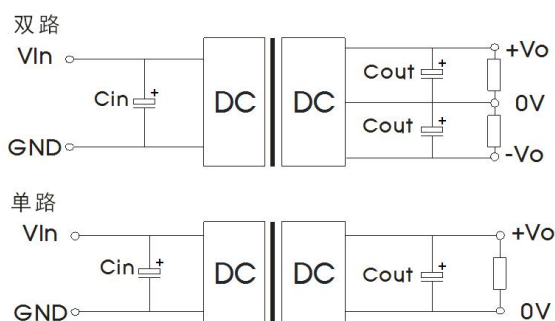 双路
VIn
+Vo
Cout +
Cin + DC DC 0V
Cout +
GND -Vo
单路
VIn +Vo
Cin + DC DC Cout +
GND 0V